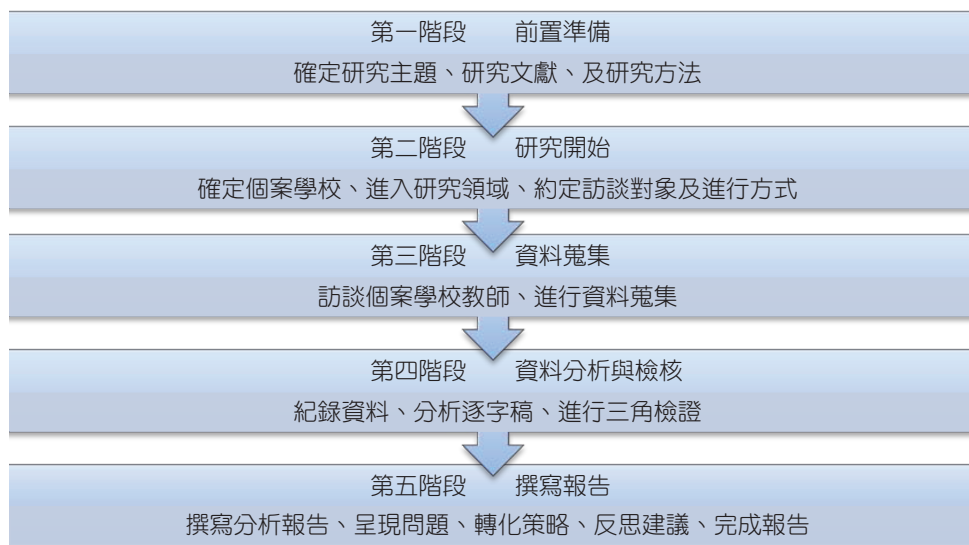 第一階段　　前置準備
確定研究主題、研究文獻、及研究方法
第二階段　　研究開始
確定個案學校、進入研究領域、約定訪談對象及進行方式
第三階段　　資料蒐集
訪談個案學校教師、進行資料蒐集
第四階段　　資料分析與檢核
紀錄資料、分析逐字稿、進行三角檢證
第五階段　　撰寫報告
撰寫分析報告、呈現問題、轉化策略、反思建議、完成報告